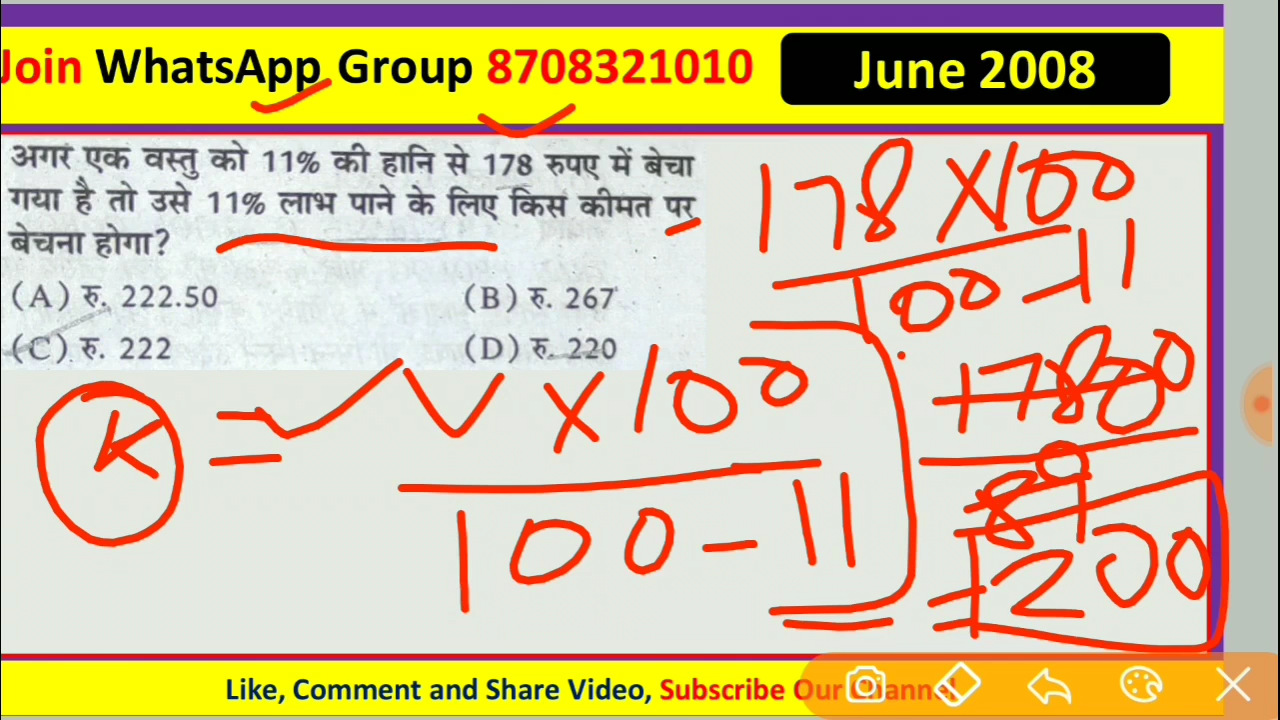 Join WhatsApp Group 8708321010
June 2008
अगर एक वस्तु को 11% की हानि से 178 रुपए में बेचा
गया है तो उसे 11% लाभ पाने के लिए किस कीमत पर
बेचना होगा?
(A) रु. 222.50 (B) रु. 267
(C) रु. 222 (D) रु. 220
178 X 100
100 - 11
K = V X 100
100 - 11
17800
89
= 200
Like, Comment and Share Video, Subscribe Our Channel